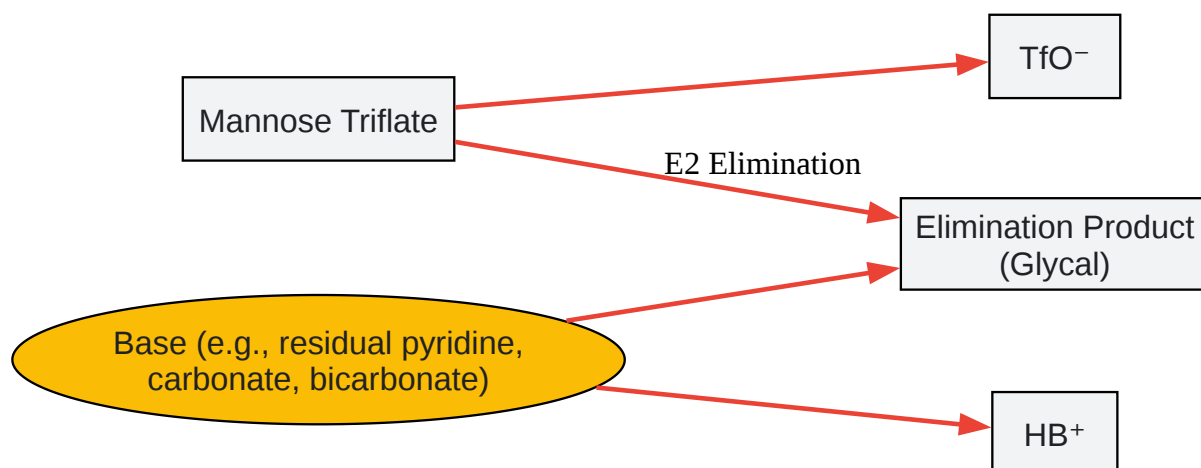 TfO⁻
Mannose Triflate
E2 Elimination
Elimination Product
(Glycal)
Base (e.g., residual pyridine,
carbonate, bicarbonate)
HB⁺